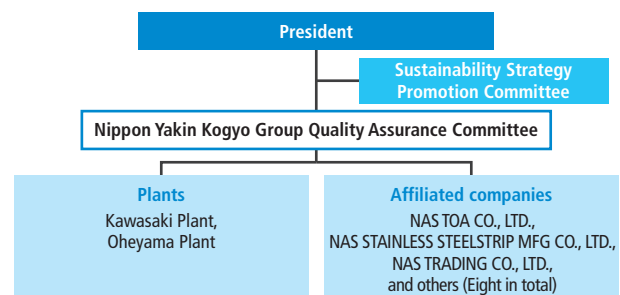 President
Sustainability Strategy
Promotion Committee
Nippon Yakin Kogyo Group Quality Assurance Committee
Plants
Kawasaki Plant,
Oheyama Plant
Affiliated companies
NAS TOA CO., LTD.,
NAS STAINLESS STEELSTRIP MFG CO., LTD.,
NAS TRADING CO., LTD.,
and others (Eight in total)